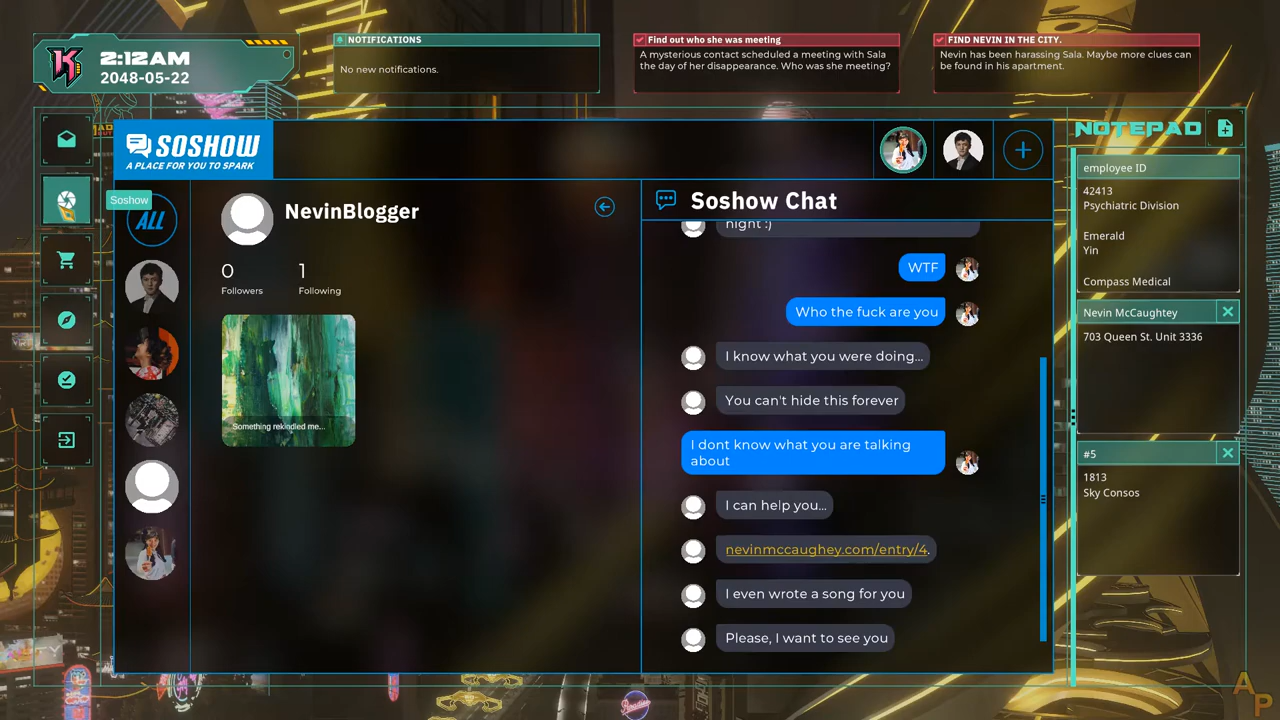 2:12AM
2048-05-22
NOTIFICATIONS
No new notifications.
Find out who she was meeting
A mysterious contact scheduled a meeting with Sala
the day of her disappearance. Who was she meeting?
FIND NEVIN IN THE CITY.
Nevin has been harassing Sala. Maybe more clues can
be found in his apartment.
SOSHOW
A PLACE FOR YOU TO SPARK
Soshow
ALL
NevinBlogger
0
Followers
1
Following
Something rekindled me...
Soshow Chat
night :)
WTF
Who the fuck are you
I know what you were doing...
You can't hide this forever
I dont know what you are talking
about
I can help you...
nevinmccaughey.com/entry/4.
I even wrote a song for you
Please, I want to see you
NOTEPAD
employee ID
42413
Psychiatric Division
Emerald
Yin
Compass Medical
Nevin McCaughtey
703 Queen St. Unit 3336
#5
1813
Sky Consos
Paradise
AP